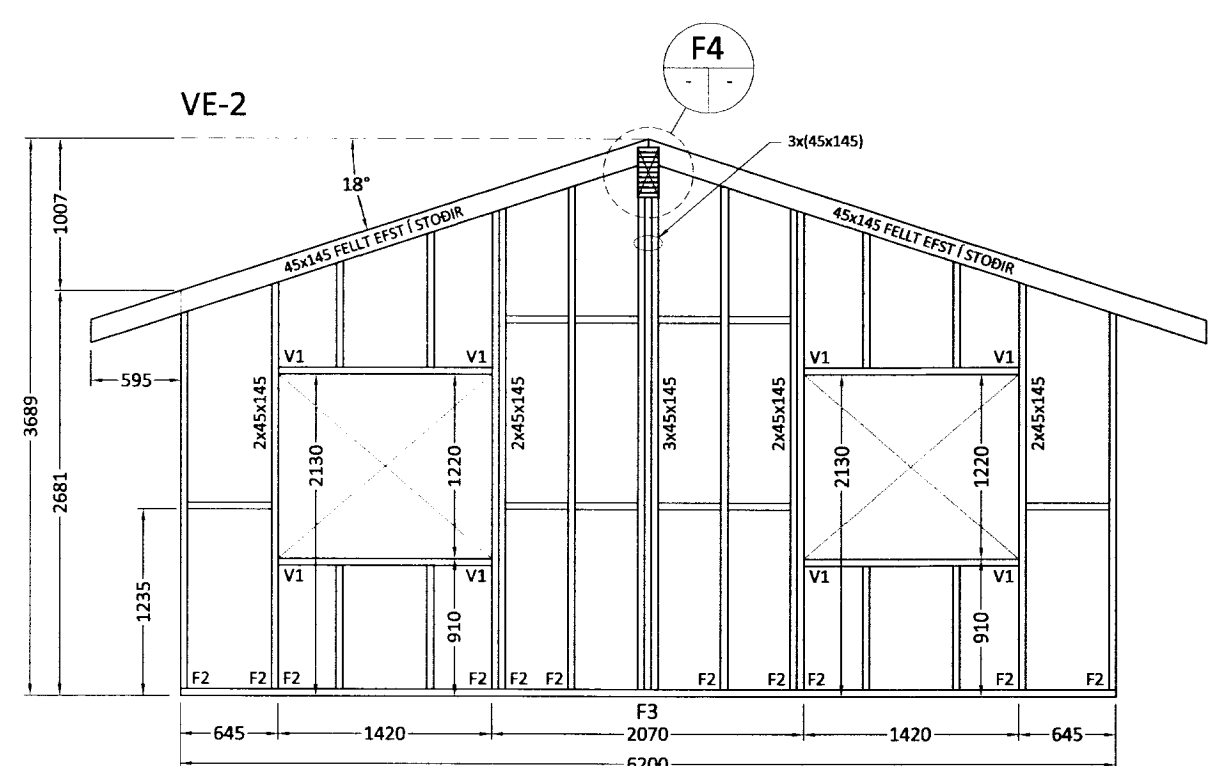 F4
- -
VE-2
3x(45x145)
18°
1007
45x145 FELLT EFST Í STOÐIR
45x145 FELLT EFST Í STOÐIR
595
3689
2681
1235
V1 V1 V1 V1
2x45x145
2x45x145
3x45x145
2x45x145
2x45x145
2130
1220
2130
1220
V1 V1 V1 V1
910
910
F2 F2 F2 F2 F2 F2 F2 F2 F2 F2 F2
F3
645 1420 2070 1420 645
6200